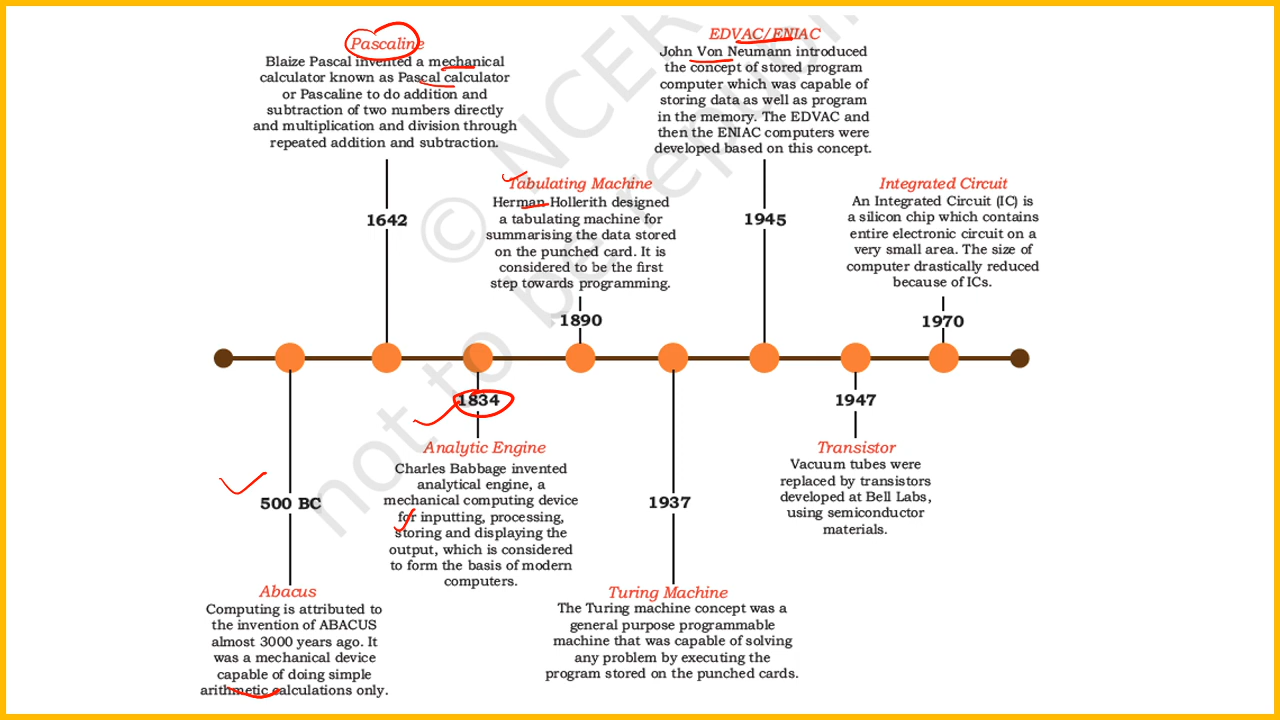 Pascaline
Blaize Pascal invented a mechanical
calculator known as Pascal calculator
or Pascaline to do addition and
subtraction of two numbers directly
and multiplication and division through
repeated addition and subtraction.
1642
EDVAC/ENIAC
John Von Neumann introduced
the concept of stored program
computer which was capable of
storing data as well as program
in the memory. The EDVAC and
then the ENIAC computers were
developed based on this concept.
1945
Tabulating Machine
Herman Hollerith designed
a tabulating machine for
summarising the data stored
on the punched card. It is
considered to be the first
step towards programming.
1890
Integrated Circuit
An Integrated Circuit (IC) is
a silicon chip which contains
entire electronic circuit on a
very small area. The size of
computer drastically reduced
because of ICs.
1970
500 BC
Abacus
Computing is attributed to
the invention of ABACUS
almost 3000 years ago. It
was a mechanical device
capable of doing simple
arithmetic calculations only.
1834
Analytic Engine
Charles Babbage invented
analytical engine, a
mechanical computing device
for inputting, processing,
storing and displaying the
output, which is considered
to form the basis of modern
computers.
1937
Turing Machine
The Turing machine concept was a
general purpose programmable
machine that was capable of solving
any problem by executing the
program stored on the punched cards.
1947
Transistor
Vacuum tubes were
replaced by transistors
developed at Bell Labs,
using semiconductor
materials.
© NCER
not to be republi